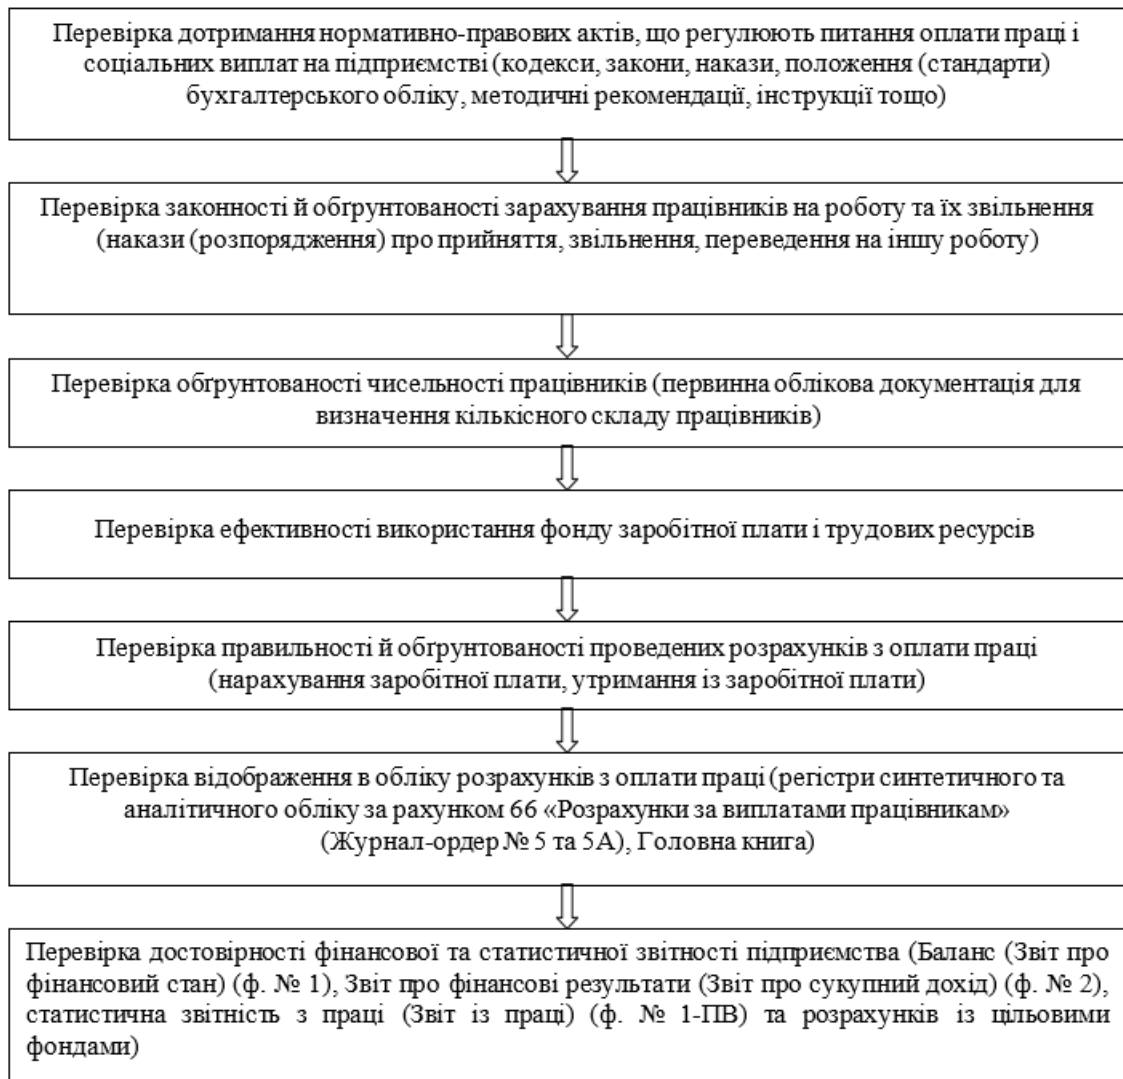 Перевірка дотримання нормативно-правових актів, що регулюють питання оплати праці і
соціальних виплат на підприємстві (кодекси, закони, накази, положення (стандарти)
бухгалтерського обліку, методичні рекомендації, інструкції тощо)
Перевірка законності й обґрунтованості зарахування працівників на роботу та їх звільнення
(накази (розпорядження) про прийняття, звільнення, переведення на іншу роботу)
Перевірка обґрунтованості чисельності працівників (первинна облікова документація для
визначення кількісного складу працівників)
Перевірка ефективності використання фонду заробітної плати і трудових ресурсів
Перевірка правильності й обґрунтованості проведених розрахунків з оплати праці
(нарахування заробітної плати, утримання із заробітної плати)
Перевірка відображення в обліку розрахунків з оплати праці (регістри синтетичного та
аналітичного обліку за рахунком 66 «Розрахунки за виплатами працівникам»
(Журнал-ордер № 5 та 5А), Головна книга)
Перевірка достовірності фінансової та статистичної звітності підприємства (Баланс (Звіт про
фінансовий стан) (ф. № 1), Звіт про фінансові результати (Звіт про сукупний дохід) (ф. № 2),
статистична звітність з праці (Звіт із праці) (ф. № 1-ПВ) та розрахунків із цільовими
фондами)